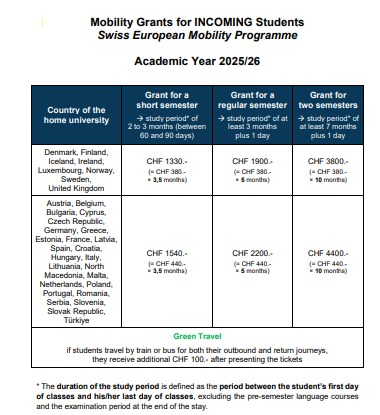 Mobility Grants for INCOMING Students
Swiss European Mobility Programme
Academic Year 2025/26
Country of the
home university
Grant for a
short semester
→ study period* of
2 to 3 months (between
60 and 90 days)
Grant for a
regular semester
→ study period* of at
least 3 months
plus 1 day
Grant for
two semesters
→ study period* of
at least 7 months
plus 1 day
Denmark, Finland,
Iceland, Ireland,
Luxembourg, Norway,
Sweden,
United Kingdom
CHF 1330.-
(= CHF 380.-
× 3,5 months)
CHF 1900.-
(= CHF 380.-
× 5 months)
CHF 3800.-
(= CHF 380.-
× 10 months)
Austria, Belgium,
Bulgaria, Cyprus,
Czech Republic,
Germany, Greece,
Estonia, France, Latvia,
Spain, Croatia,
Hungary, Italy,
Lithuania, North
Macedonia, Malta,
Netherlands, Poland,
Portugal, Romania,
Serbia, Slovenia,
Slovak Republic,
Türkiye
CHF 1540.-
(= CHF 440.-
× 3,5 months)
CHF 2200.-
(= CHF 440.-
× 5 months)
CHF 4400.-
(= CHF 440.-
× 10 months)
Green Travel
if students travel by train or bus for both their outbound and return journeys,
they receive additional CHF 100.- after presenting the tickets
* The duration of the study period is defined as the period between the student's first day
of classes and his/her last day of classes, excluding the pre-semester language courses
and the examination period at the end of the stay.